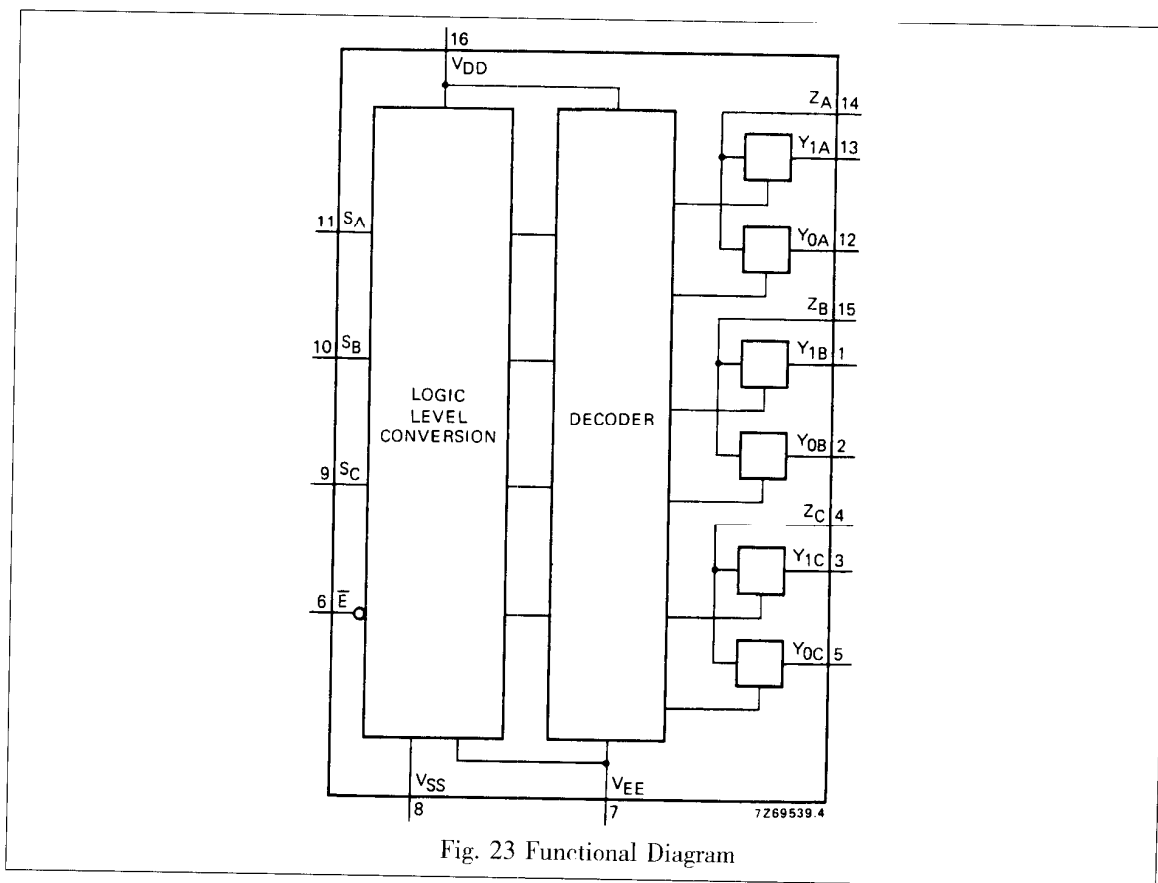 16
VDD
ZA 14
Y1A 13
11 SA
Y0A 12
ZB 15
10 SB
Y1B 1
LOGIC
LEVEL
CONVERSION
DECODER
Y0B 2
9 SC
ZC 4
Y1C 3
6 E̅
Y0C 5
VSS
VEE
8
7
7Z69539.4
Fig. 23 Functional Diagram